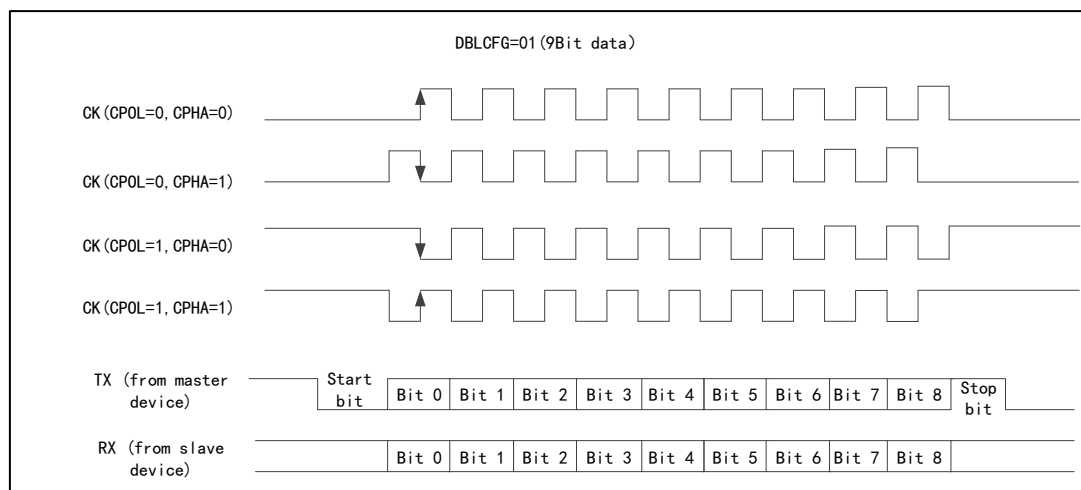 DBLCFG=01(9Bit data)
CK(CPOL=0,CPHA=0)
CK(CPOL=0,CPHA=1)
CK(CPOL=1,CPHA=0)
CK(CPOL=1,CPHA=1)
TX (from master
device)
Start
bit
Bit 0 Bit 1 Bit 2 Bit 3 Bit 4 Bit 5 Bit 6 Bit 7 Bit 8
Stop
bit
RX (from slave
device)
Bit 0 Bit 1 Bit 2 Bit 3 Bit 4 Bit 5 Bit 6 Bit 7 Bit 8